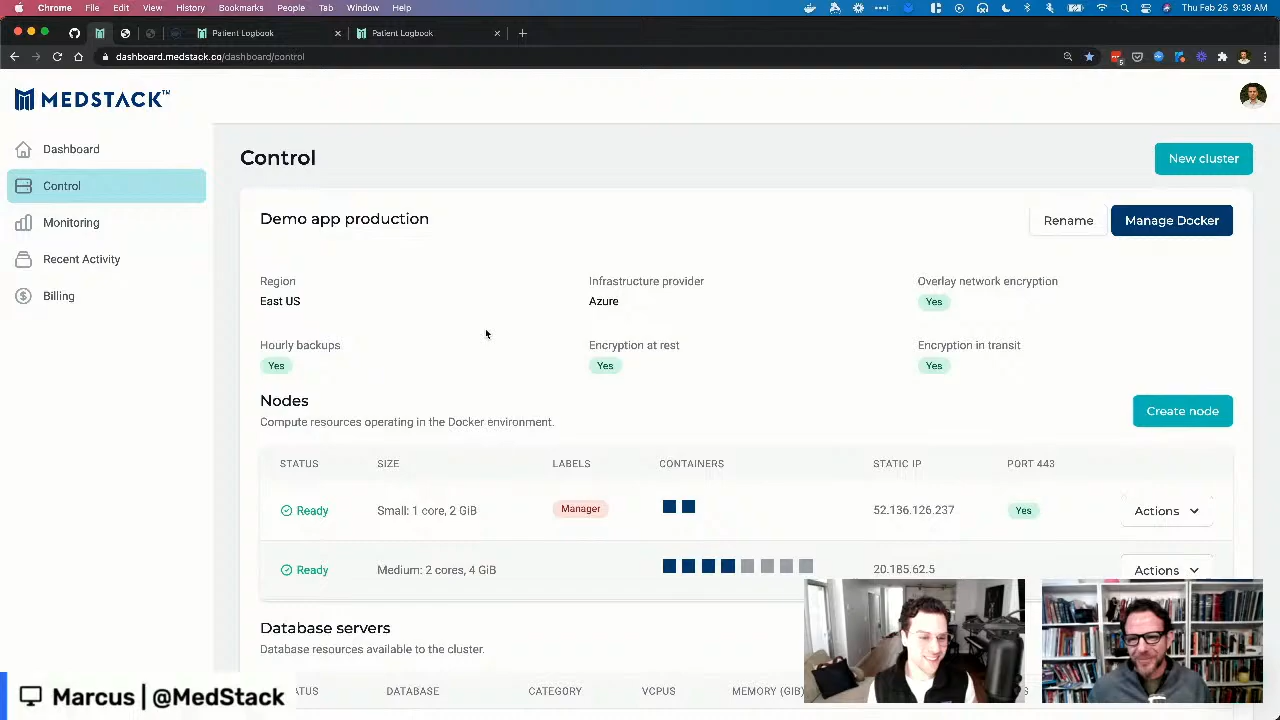 Chrome File Edit View History Bookmarks People Tab Window Help Thu Feb 25 9:38 AM
Patient Logbook Patient Logbook
dashboard.medstack.co/dashboard/control
MEDSTACK™
Dashboard
Control
Monitoring
Recent Activity
Billing
Control
New cluster
Demo app production
Rename
Manage Docker
Region
Infrastructure provider
Overlay network encryption
East US
Azure
Yes
Hourly backups
Encryption at rest
Encryption in transit
Yes
Yes
Yes
Nodes
Create node
Compute resources operating in the Docker environment.
STATUS SIZE LABELS CONTAINERS STATIC IP PORT 443
Ready Small: 1 core, 2 GiB Manager 52.136.126.237 Yes Actions
Ready Medium: 2 cores, 4 GiB 20.185.62.5 Actions
Database servers
Database resources available to the cluster.
ATUS DATABASE CATEGORY VCPUS MEMORY (GIB)
Marcus | @MedStack